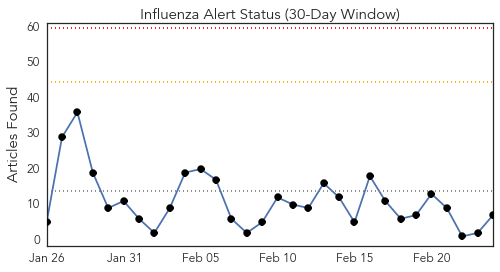 Influenza Alert Status (30-Day Window)
60
50
40
30
20
10
0
Articles Found
Jan 26 Jan 31 Feb 05 Feb 10 Feb 15 Feb 20